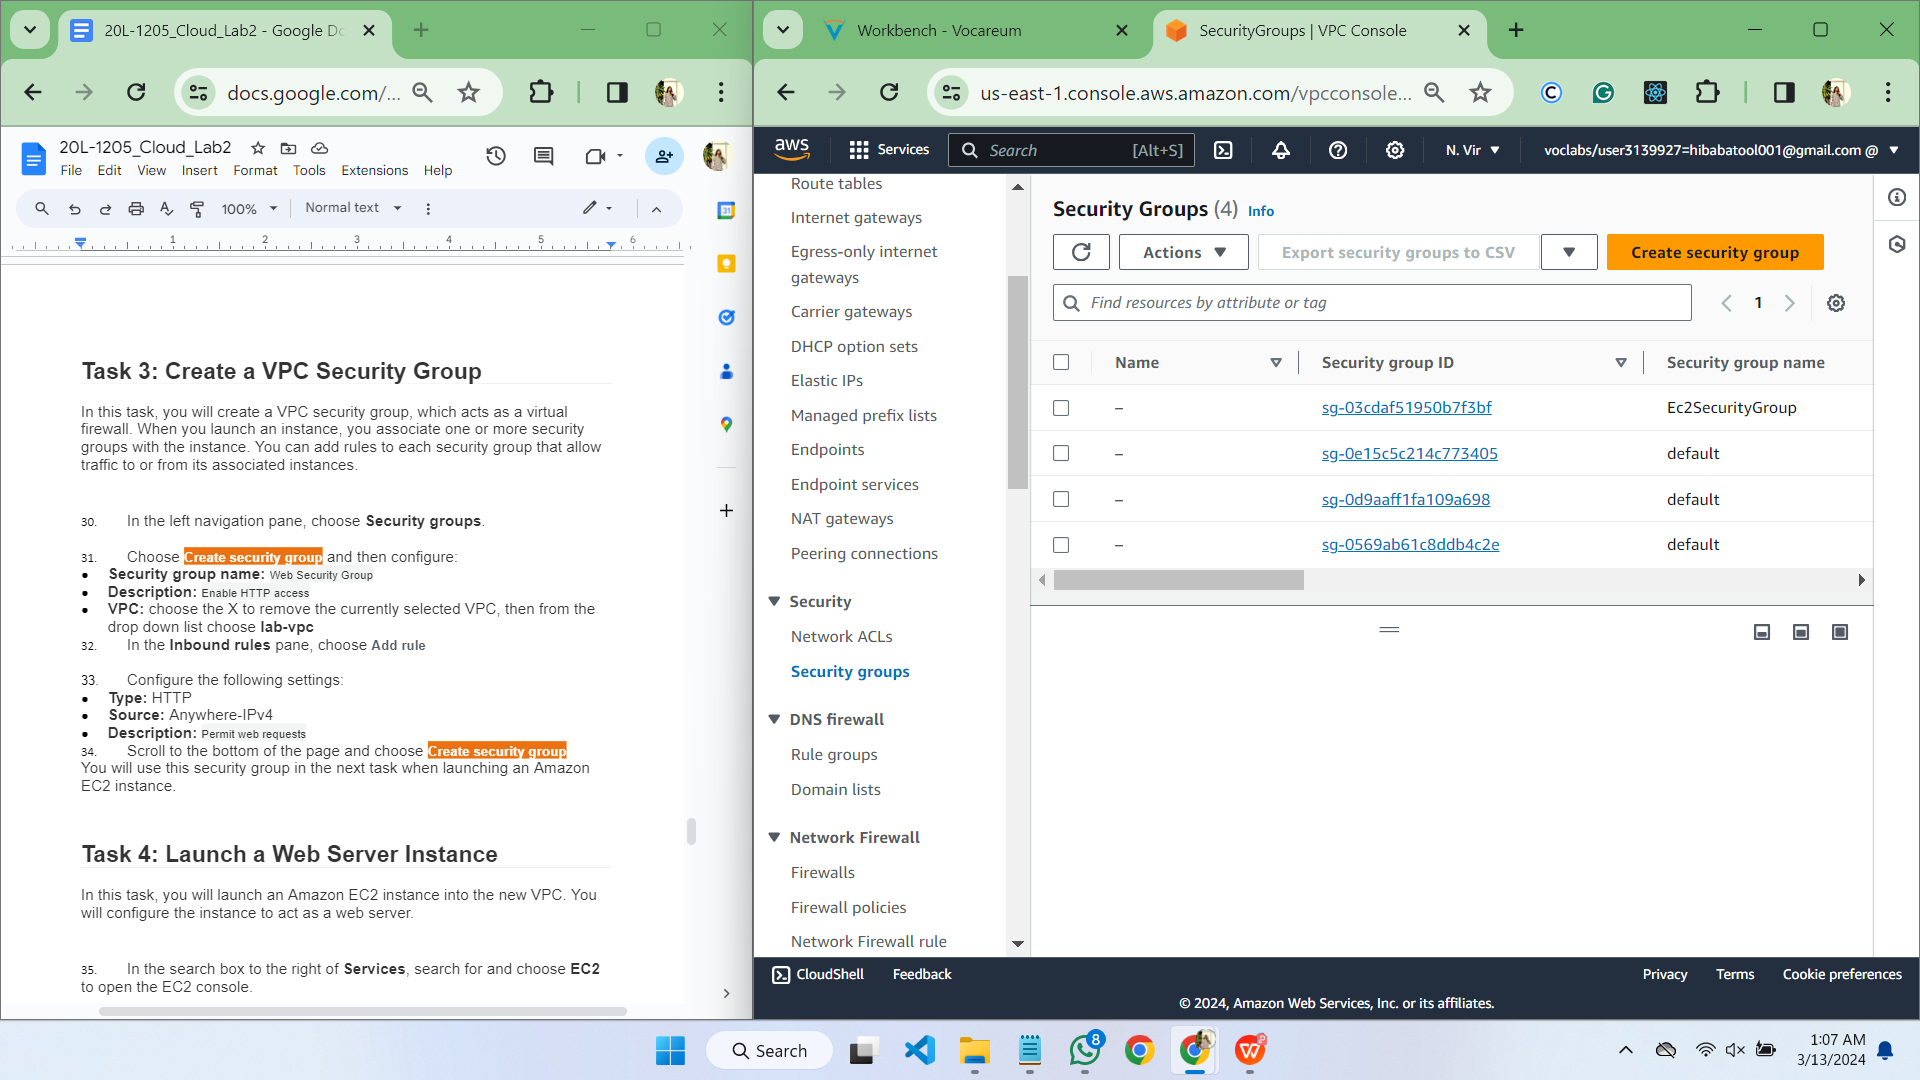 20L-1205_Cloud_Lab2 - Google Do
docs.google.com/...
20L-1205_Cloud_Lab2
File Edit View Insert Format Tools Extensions Help
100% Normal text
1 2 3 4 5 6
Task 3: Create a VPC Security Group
In this task, you will create a VPC security group, which acts as a virtual
firewall. When you launch an instance, you associate one or more security
groups with the instance. You can add rules to each security group that allow
traffic to or from its associated instances.
30. In the left navigation pane, choose Security groups.
31. Choose Create security group and then configure:
• Security group name: Web Security Group
• Description: Enable HTTP access
• VPC: choose the X to remove the currently selected VPC, then from the
drop down list choose lab-vpc
32. In the Inbound rules pane, choose Add rule
33. Configure the following settings:
• Type: HTTP
• Source: Anywhere-IPv4
• Description: Permit web requests
34. Scroll to the bottom of the page and choose Create security group
You will use this security group in the next task when launching an Amazon
EC2 instance.
Task 4: Launch a Web Server Instance
In this task, you will launch an Amazon EC2 instance into the new VPC. You
will configure the instance to act as a web server.
35. In the search box to the right of Services, search for and choose EC2
to open the EC2 console.
Workbench - Vocareum
SecurityGroups | VPC Console
us-east-1.console.aws.amazon.com/vpcconsole...
aws Services Search [Alt+S] N. Vir voclabs/user3139927=hibabatool001@gmail.com @
Route tables
Internet gateways
Egress-only internet
gateways
Carrier gateways
DHCP option sets
Elastic IPs
Managed prefix lists
Endpoints
Endpoint services
NAT gateways
Peering connections
Security
Network ACLs
Security groups
DNS firewall
Rule groups
Domain lists
Network Firewall
Firewalls
Firewall policies
Network Firewall rule
Security Groups (4) Info
Actions Export security groups to CSV Create security group
Find resources by attribute or tag 1
Name Security group ID Security group name
– sg-03cdaf51950b7f3bf Ec2SecurityGroup
– sg-0e15c5c214c773405 default
– sg-0d9aaff1fa109a698 default
– sg-0569ab61c8ddb4c2e default
CloudShell Feedback Privacy Terms Cookie preferences
© 2024, Amazon Web Services, Inc. or its affiliates.
Search 8 1:07 AM
3/13/2024